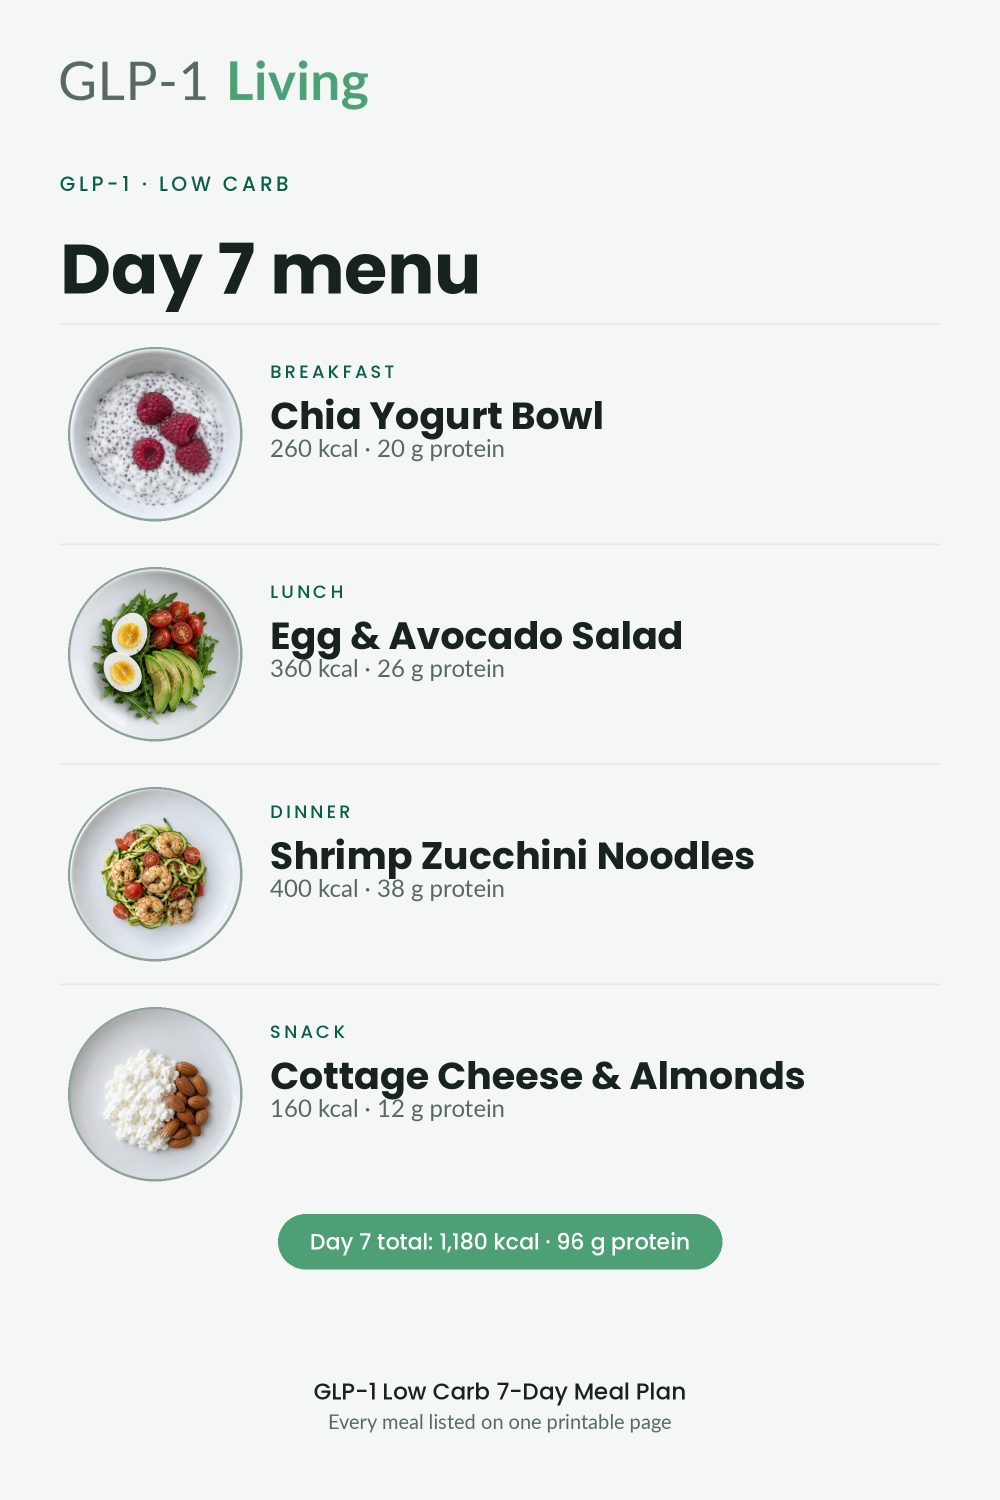 GLP-1 Living
GLP-1 · LOW CARB
Day 7 menu
BREAKFAST
Chia Yogurt Bowl
260 kcal · 20 g protein
LUNCH
Egg & Avocado Salad
360 kcal · 26 g protein
DINNER
Shrimp Zucchini Noodles
400 kcal · 38 g protein
SNACK
Cottage Cheese & Almonds
160 kcal · 12 g protein
Day 7 total: 1,180 kcal · 96 g protein
GLP-1 Low Carb 7-Day Meal Plan
Every meal listed on one printable page